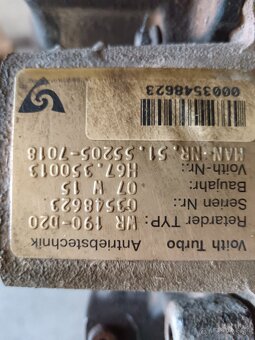 Voith Turbo
Antriebstechnik
Retarder TYP: WR 190-D20
Serien Nr: 03548623
Baujahr: 07 W 15
Voith-Nr: H67.350013
MAN-NR. 51.55205-7018
0003548623